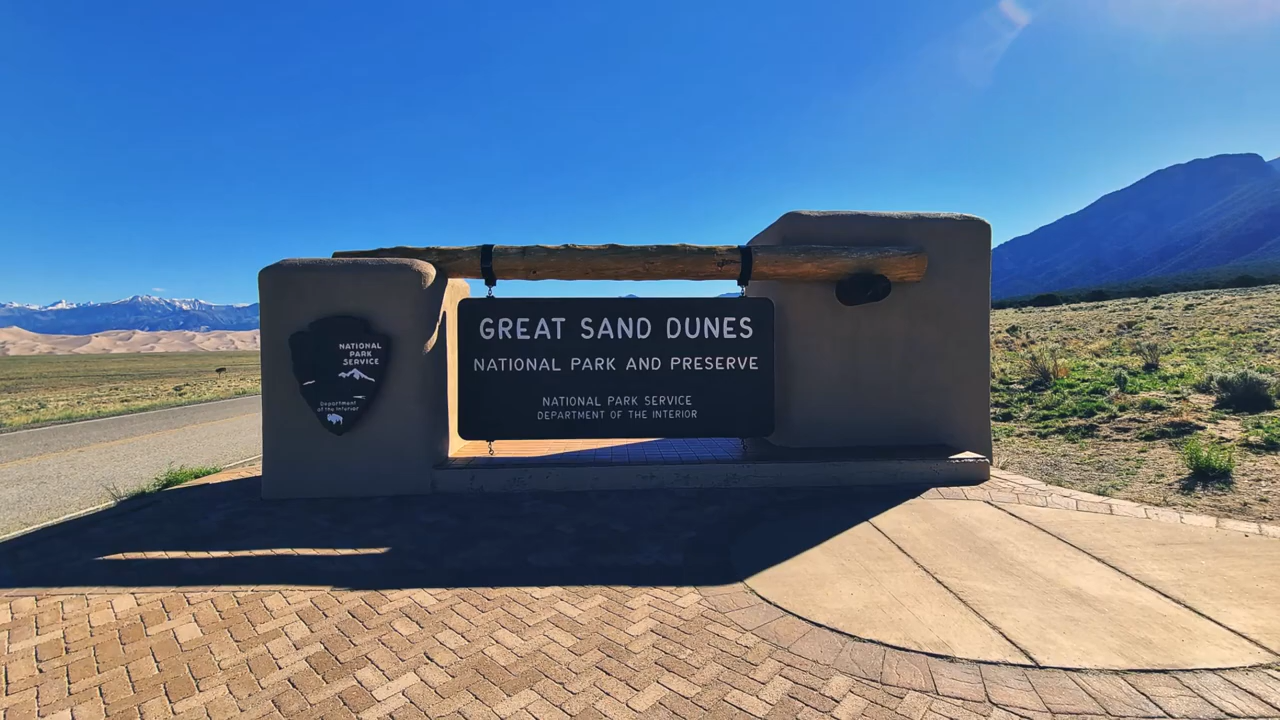 NATIONAL
PARK
SERVICE
Department
of the Interior
GREAT SAND DUNES
NATIONAL PARK AND PRESERVE
NATIONAL PARK SERVICE
DEPARTMENT OF THE INTERIOR